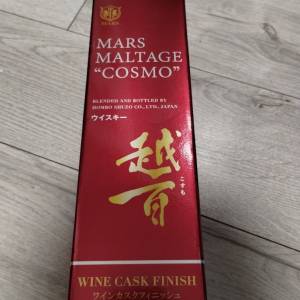 MARS
MARS
MALTAGE
“COSMO”
BLENDED AND BOTTLED BY
HOMBO SHUZO CO., LTD., JAPAN
ウイスキー
越百
こすも
WINE CASK FINISH
ワインカスクフィニッシュ